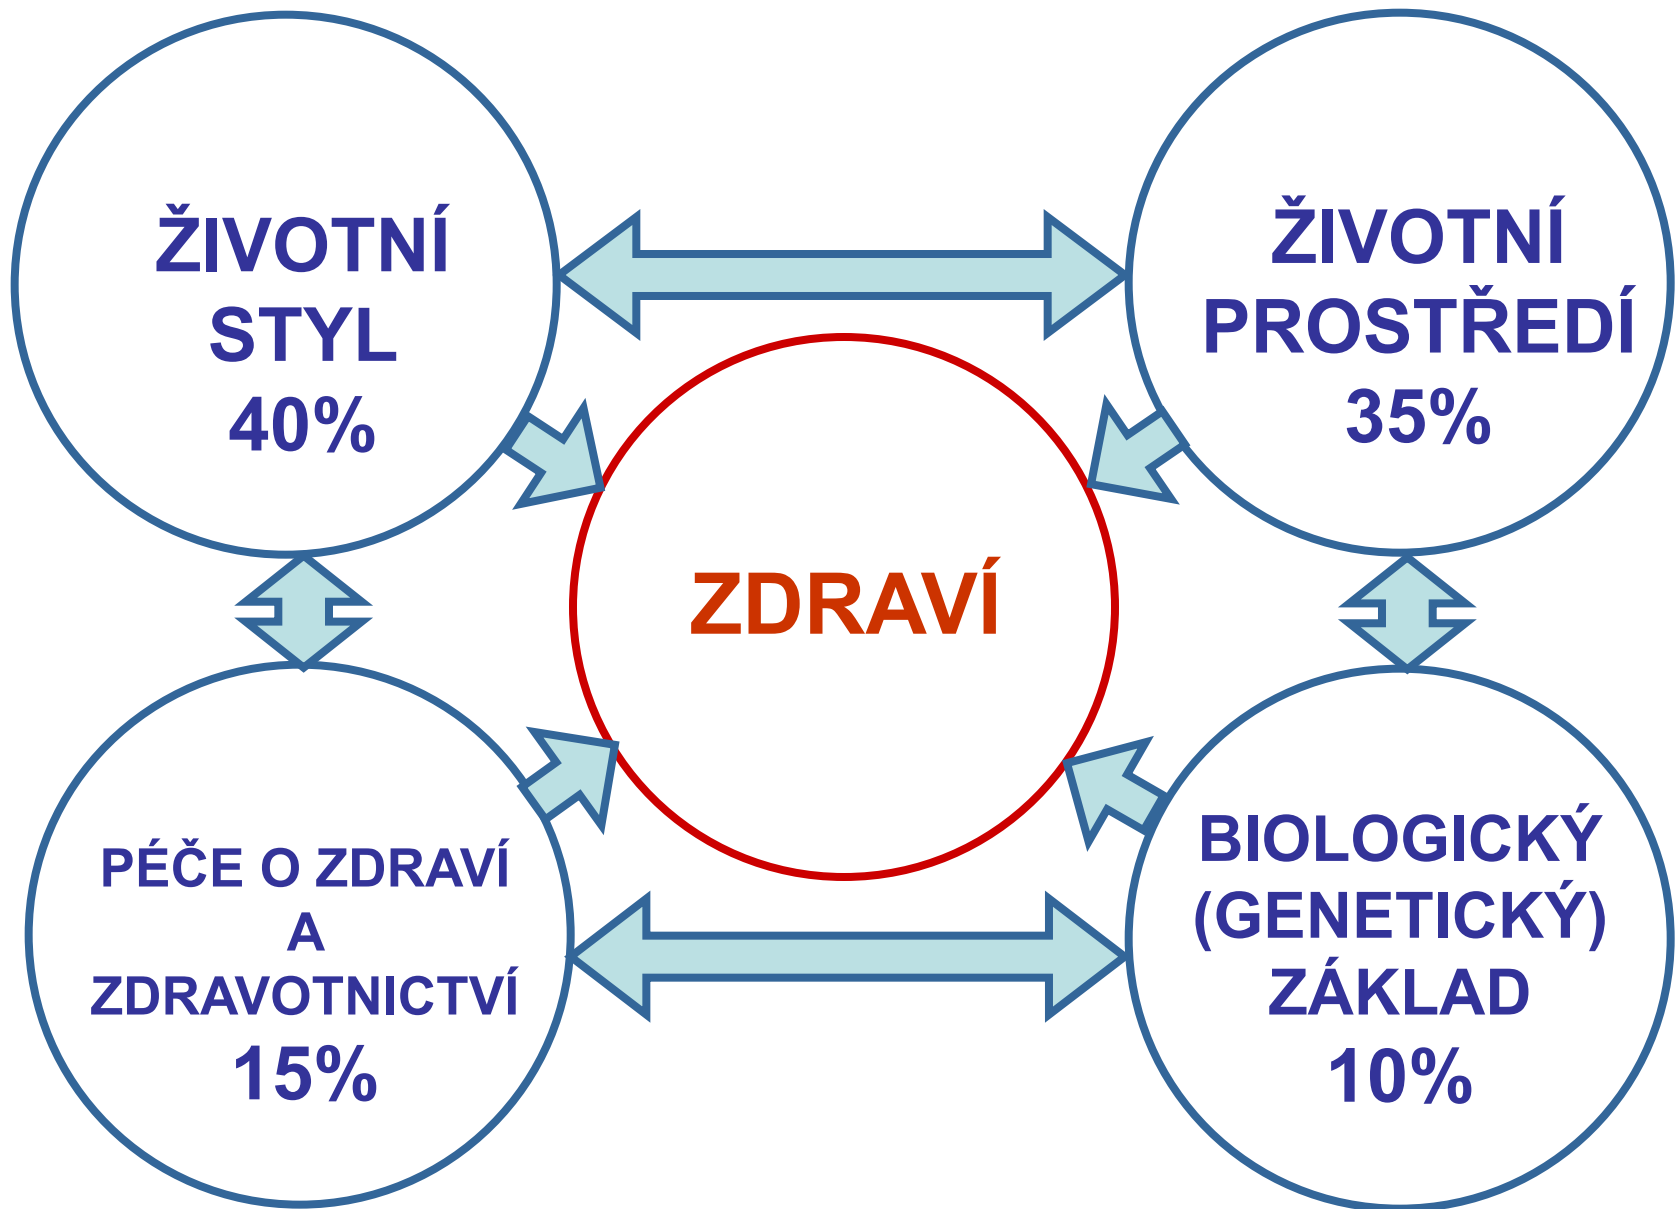 ŽIVOTNÍ
STYL
40%
ŽIVOTNÍ
PROSTŘEDÍ
35%
ZDRAVÍ
PÉČE O ZDRAVÍ
A
ZDRAVOTNICTVÍ
15%
BIOLOGICKÝ
(GENETICKÝ)
ZÁKLAD
10%